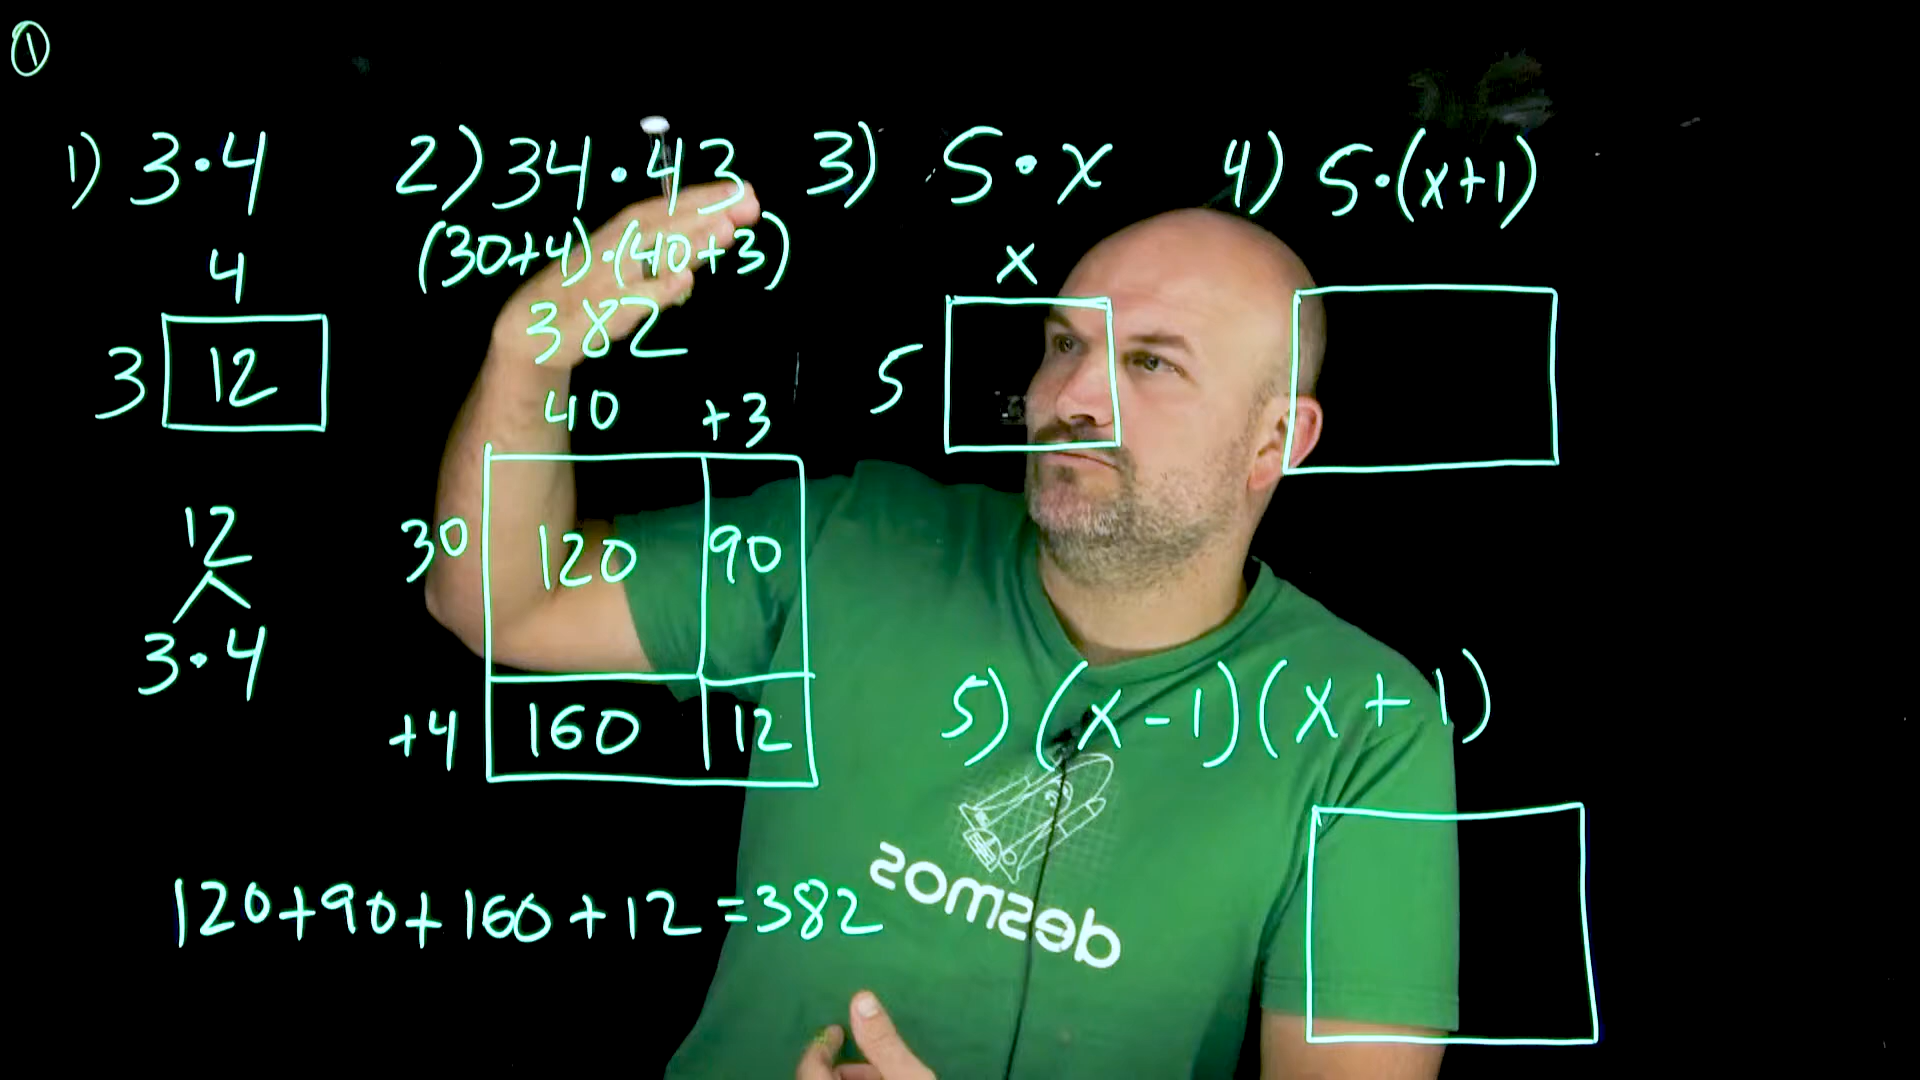 ①
1) 3·4
4
3
12
12
3·4
2) 34·43
(30+4)·(40+3)
382
40 +3
30 120 90
+4 160 12
120+90+160+12=382
3) 5·x
x
5
4) 5·(x+1)
5) (x-1)(x+1)
desmos